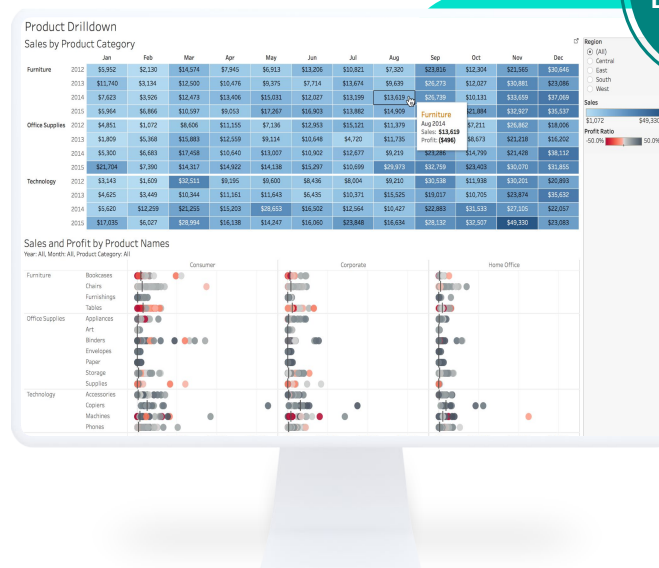 Product Drilldown
Sales by Product Category
Jan Feb Mar Apr May Jun Jul Aug Sep Oct Nov Dec
Furniture 2012 $5,952 $2,130 $14,574 $7,945 $6,913 $13,206 $10,821 $7,320 $23,816 $12,304 $21,565 $30,646
2013 $11,740 $3,134 $12,500 $10,476 $9,375 $7,714 $13,674 $9,639 $26,273 $12,027 $30,881 $23,086
2014 $7,623 $3,926 $12,473 $13,406 $15,031 $12,027 $13,199 $13,619 $26,739 $10,131 $33,659 $37,069
2015 $5,964 $6,866 $10,597 $9,053 $17,267 $16,903 $13,882 $14,909 $21,884 $32,927 $35,537
Office Supplies 2012 $4,851 $1,072 $8,606 $11,155 $7,136 $12,953 $15,121 $11,379 $7,211 $26,862 $18,006
2013 $1,809 $5,368 $15,883 $12,559 $9,114 $10,648 $4,720 $11,735 $8,673 $21,218 $16,202
2014 $5,300 $6,683 $17,458 $10,640 $13,007 $10,902 $12,677 $9,219 $14,799 $21,428 $38,112
2015 $21,704 $7,390 $14,317 $14,922 $14,138 $15,297 $10,699 $29,973 $32,759 $23,403 $30,070 $31,855
Technology 2012 $3,143 $1,609 $32,511 $9,195 $9,600 $8,436 $8,004 $9,210 $30,538 $13,723 $30,201 $20,893
2013 $4,625 $3,449 $10,344 $11,161 $11,643 $6,435 $10,371 $15,525 $19,017 $10,705 $23,874 $35,632
2014 $5,620 $12,259 $21,255 $15,203 $28,653 $16,502 $12,564 $10,427 $22,883 $31,533 $27,105 $22,057
2015 $17,035 $6,027 $28,994 $16,138 $14,247 $16,060 $23,848 $16,634 $28,132 $32,507 $49,330 $23,083
Furniture
Aug 2014
Sales: $13,619
Profit: ($496)
Region
(All)
Central
East
South
West
Sales
$1,072 $49,330
Profit Ratio
-50.0% 50.0%
Sales and Profit by Product Names
Year: All, Month: All, Product Category: All
Consumer Corporate Home Office
Furniture Bookcases
Chairs
Furnishings
Tables
Office Supplies Appliances
Art
Binders
Envelopes
Paper
Storage
Supplies
Technology Accessories
Copiers
Machines
Phones